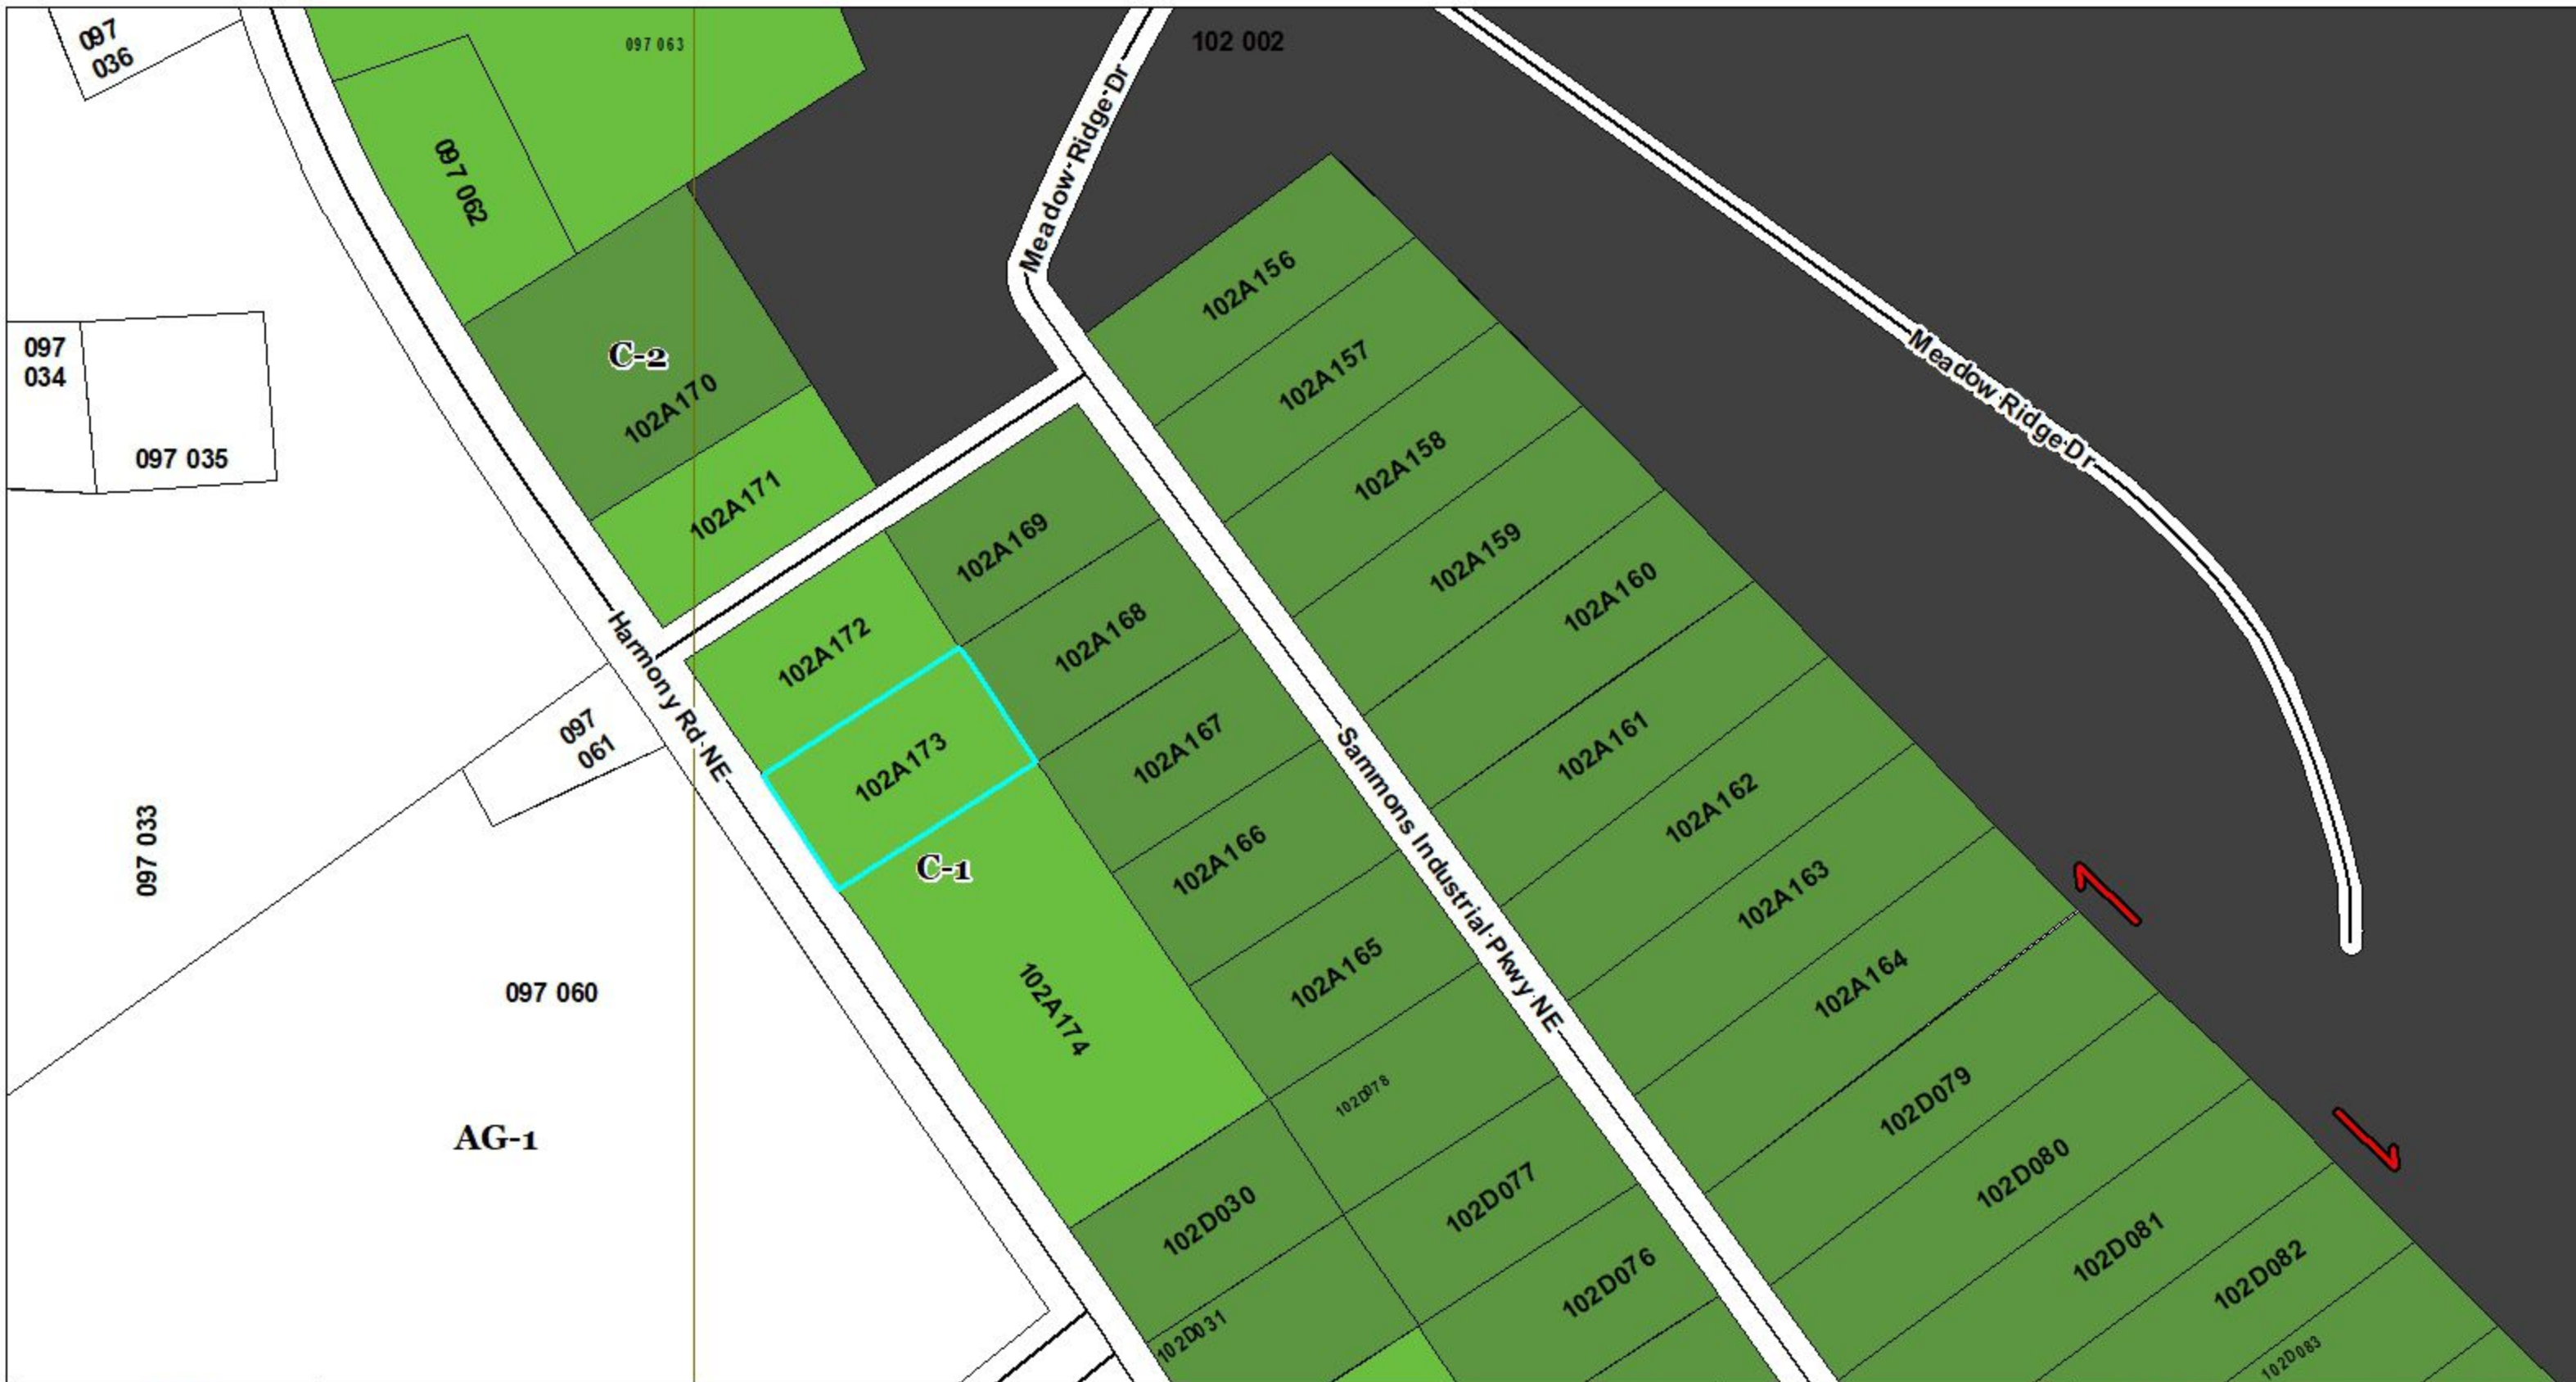 097
036
097 063
102 002
Meadow Ridge Dr
097 062
102A156
C-2
097
034
102A157
102A170
Meadow Ridge Dr
097 035
102A158
102A171
102A169
102A159
102A160
102A172
102A168
Harmony Rd NE
097
061
102A173
102A167
102A161
Sammons Industrial Pkwy NE
102A162
097 033
C-1
102A166
102A163
102A165
102A164
097 060
102A174
102D078
102D079
AG-1
102D030
102D077
102D080
102D081
102D076
102D082
102D031
102D083